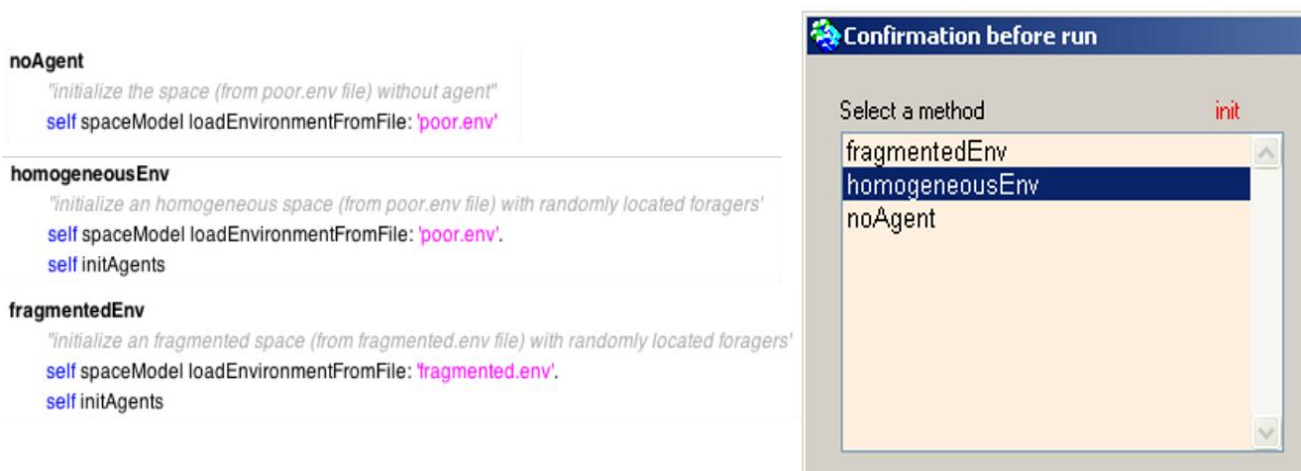 noAgent
"initialize the space (from poor.env file) without agent"
self spaceModel loadEnvironmentFromFile: 'poor.env'
homogeneousEnv
"initialize an homogeneous space (from poor.env file) with randomly located foragers'
self spaceModel loadEnvironmentFromFile: 'poor.env'.
self initAgents
fragmentedEnv
"initialize an fragmented space (from fragmented.env file) with randomly located foragers'
self spaceModel loadEnvironmentFromFile: 'fragmented.env'.
self initAgents
Confirmation before run
Select a method init
fragmentedEnv
homogeneousEnv
noAgent